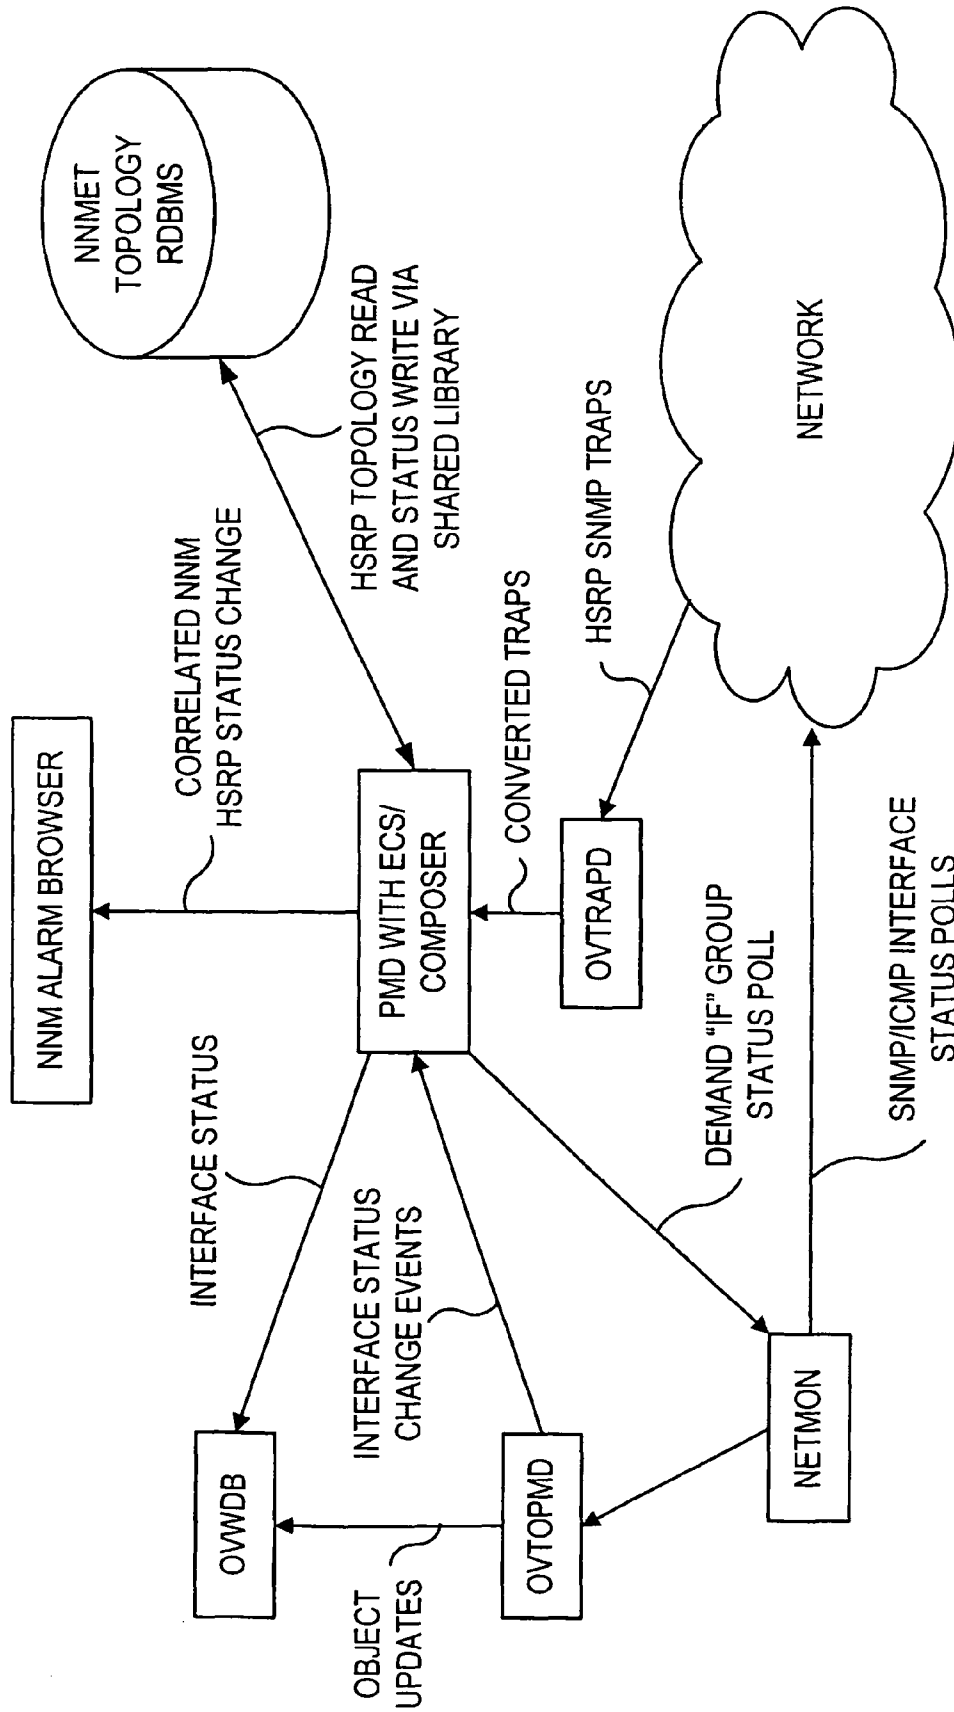 NNM ALARM BROWSER
CORRELATED NNM
HSRP STATUS CHANGE
NNMET
TOPOLOGY
RDBMS
INTERFACE STATUS
OVWDB
HSRP TOPOLOGY READ
AND STATUS WRITE VIA
SHARED LIBRARY
PMD WITH ECS/
COMPOSER
INTERFACE STATUS
CHANGE EVENTS
OBJECT
UPDATES
CONVERTED TRAPS
OVTOPMD
OVTRAPD
HSRP SNMP TRAPS
DEMAND "IF" GROUP
STATUS POLL
NETMON
NETWORK
SNMP/ICMP INTERFACE
STATUS POLLS